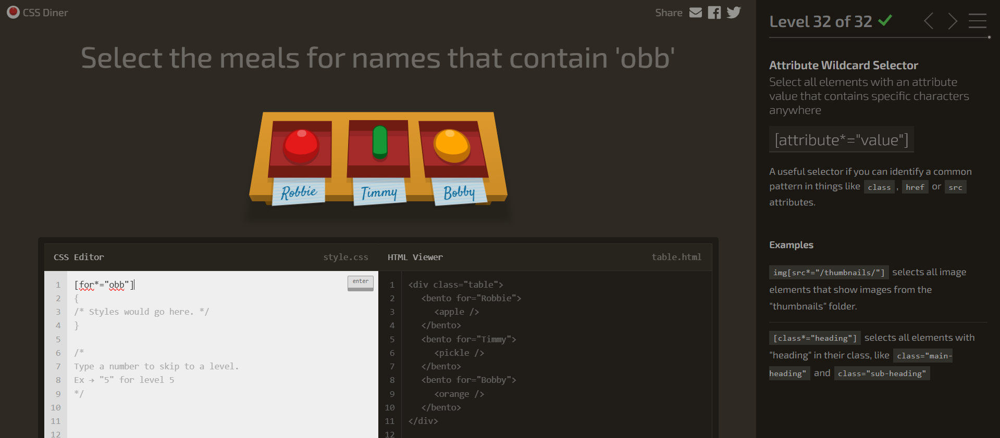 CSS Diner
Share
Select the meals for names that contain 'obb'
Robbie
Timmy
Bobby
CSS Editor
style.css
1 [for*="obb"]
enter
2 {
3 /* Styles would go here. */
4 }
5
6 /*
7 Type a number to skip to a level.
8 Ex → "5" for level 5
9 */
10
11
12
HTML Viewer
table.html
1 <div class="table">
2 <bento for="Robbie">
3 <apple />
4 </bento>
5 <bento for="Timmy">
6 <pickle />
7 </bento>
8 <bento for="Bobby">
9 <orange />
10 </bento>
11 </div>
12
Level 32 of 32
Attribute Wildcard Selector
Select all elements with an attribute
value that contains specific characters
anywhere
[attribute*="value"]
A useful selector if you can identify a common
pattern in things like class , href or src
attributes.
Examples
img[src*="/thumbnails/"] selects all image
elements that show images from the
"thumbnails" folder.
[class*="heading"] selects all elements with
"heading" in their class, like class="main-
heading" and class="sub-heading"